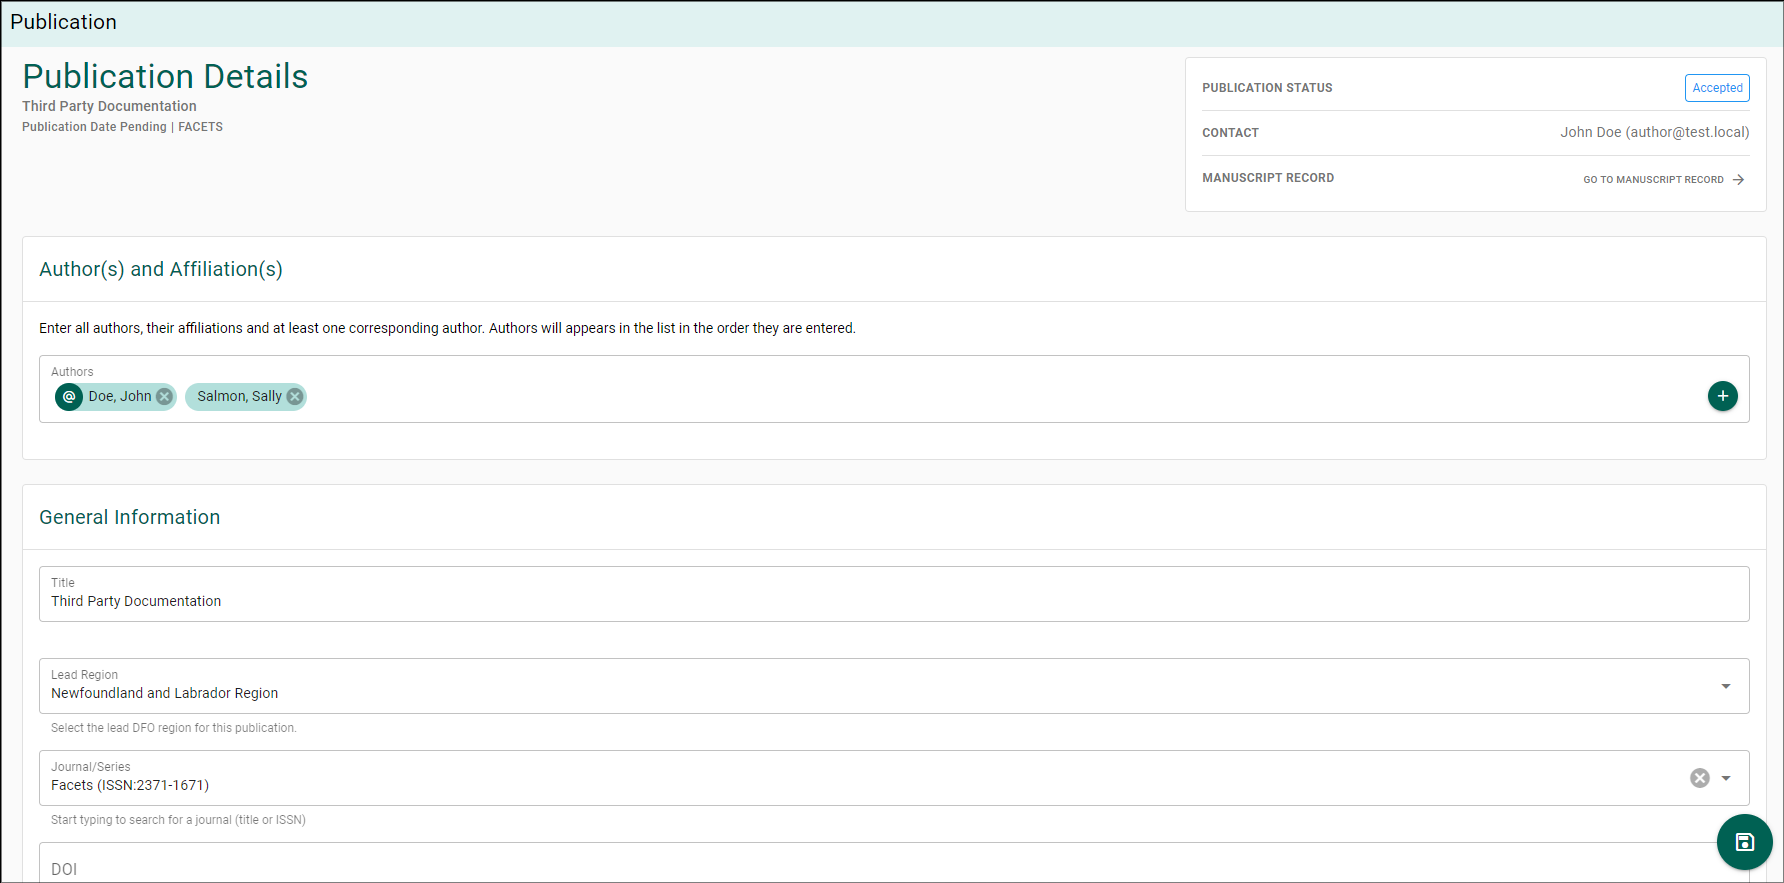 Publication
Publication Details
Third Party Documentation
Publication Date Pending | FACETS
PUBLICATION STATUS
Accepted
CONTACT
John Doe (author@test.local)
MANUSCRIPT RECORD
GO TO MANUSCRIPT RECORD
Author(s) and Affiliation(s)
Enter all authors, their affiliations and at least one corresponding author. Authors will appears in the list in the order they are entered.
Authors
@ Doe, John
Salmon, Sally
General Information
Title
Third Party Documentation
Lead Region
Newfoundland and Labrador Region
Select the lead DFO region for this publication.
Journal/Series
Facets (ISSN:2371-1671)
Start typing to search for a journal (title or ISSN)
DOI